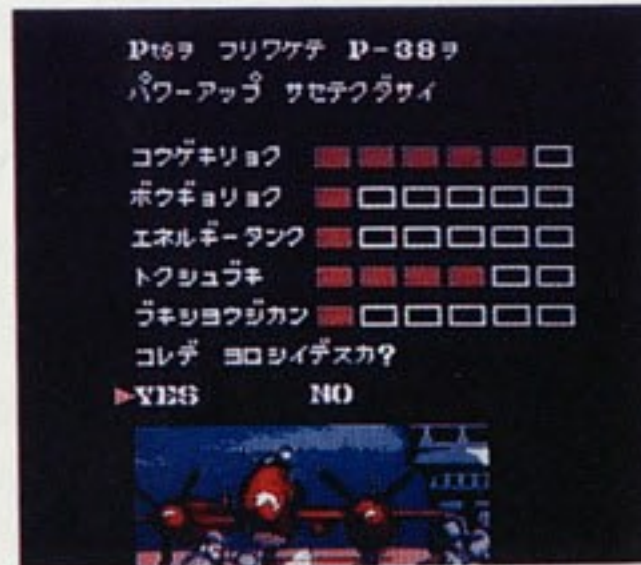 Ptsヲ フリワケテ P-38ヲ
パワーアップ サセテクダサイ
コウゲキリョク
ボウギョリョク
エネルギータンク
トクシュブキ
ブキショウジカン
コレデ ヨロシイデスカ?
▶YES NO